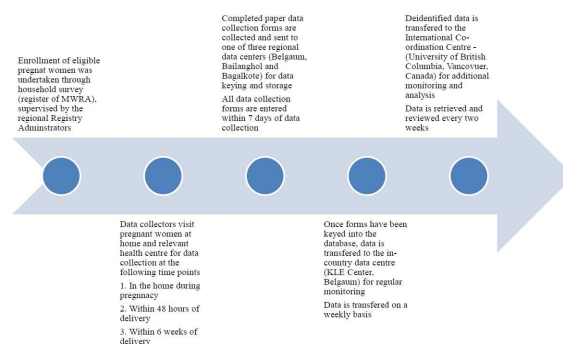 Enrollment of eligible
pregnat women was
undertaken through
household survey
(register of MWRA),
supervised by the
regional Registry
Adminstrators
Data collectors visit
pregnant women at
home and relevant
health centre for data
collection at the
following time points
1. In the home during
pregnnacy
2. Within 48 hours of
delivery
3. Within 6 weeks of
delivery
Completed paper data
collection forms are
collected and sent to
one of three regional
data centers (Belgaum,
Bailanghol and
Bagalkote) for data
keying and storage
All data collection
forms are entered
within 7 days of data
collection
Once forms have been
keyed into the
database, data is
transfered to the in-
country data centre
(KLE Center,
Belgaum) for regular
monitoring
Data is transfered on a
weekly basis
Deidentified data is
transfered to the
International Co-
ordination Centre -
(University of British
Columbia, Vancovuer,
Canada) for additional
monitoring and
analysis
Data is retrieved and
reviewed every two
weeks